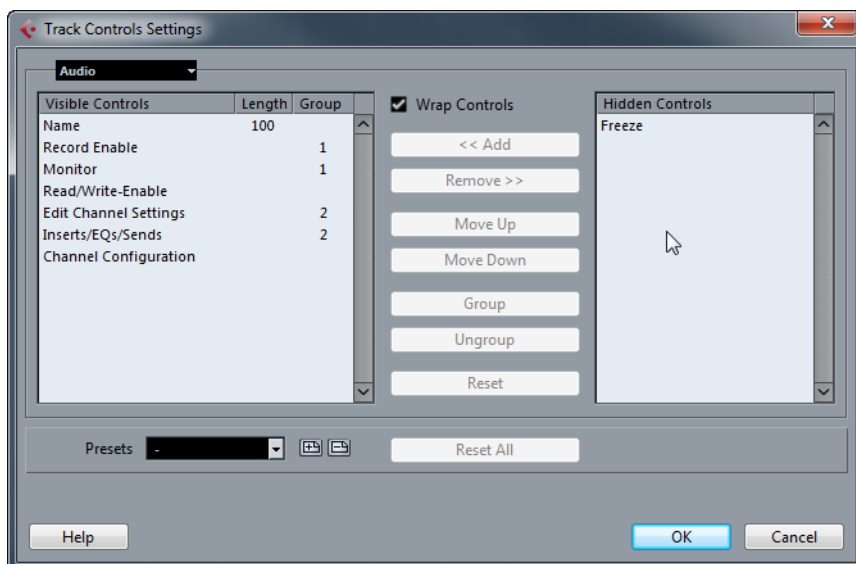 Track Controls Settings
Audio
Visible Controls Length Group
Name 100
Record Enable 1
Monitor 1
Read/Write-Enable
Edit Channel Settings 2
Inserts/EQs/Sends 2
Channel Configuration
Wrap Controls
<< Add
Remove >>
Move Up
Move Down
Group
Ungroup
Reset
Hidden Controls
Freeze
Presets -
Reset All
Help
OK
Cancel